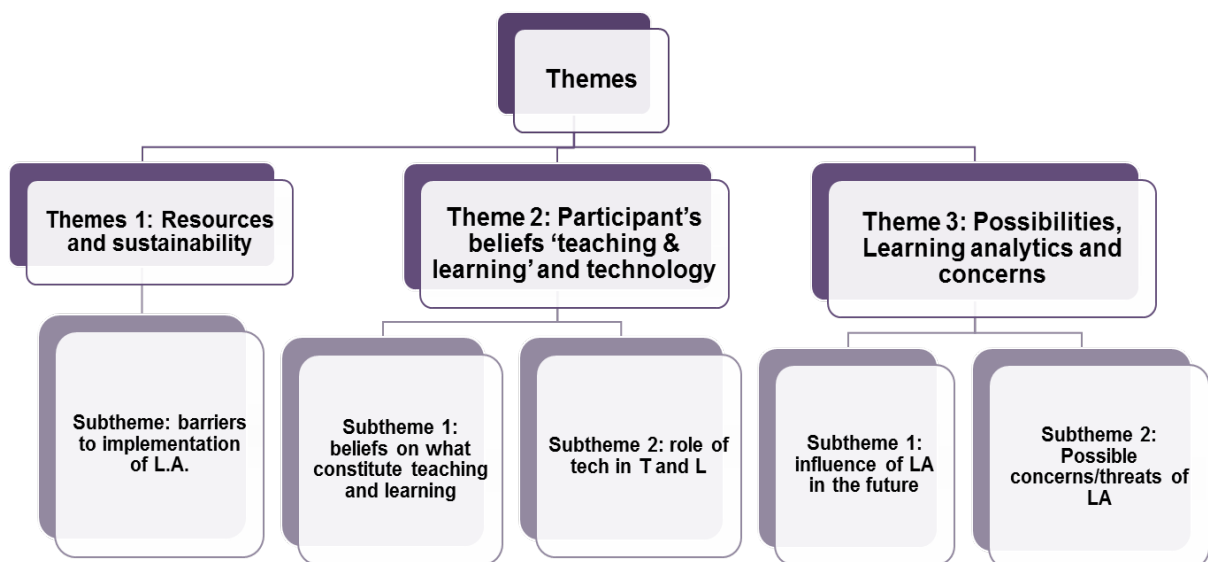 Themes
Themes 1: Resources
and sustainability
Theme 2: Participant’s
beliefs ‘teaching &
learning’ and technology
Theme 3: Possibilities,
Learning analytics and
concerns
Subtheme: barriers
to implementation
of L.A.
Subtheme 1:
beliefs on what
constitute teaching
and learning
Subtheme 2: role of
tech in T and L
Subtheme 1:
influence of LA
in the future
Subtheme 2:
Possible
concerns/threats of
LA